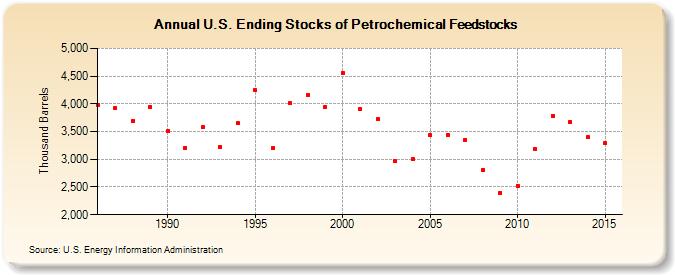 Annual U.S. Ending Stocks of Petrochemical Feedstocks
Thousand Barrels
5,000
4,500
4,000
3,500
3,000
2,500
2,000
1990 1995 2000 2005 2010 2015
Source: U.S. Energy Information Administration